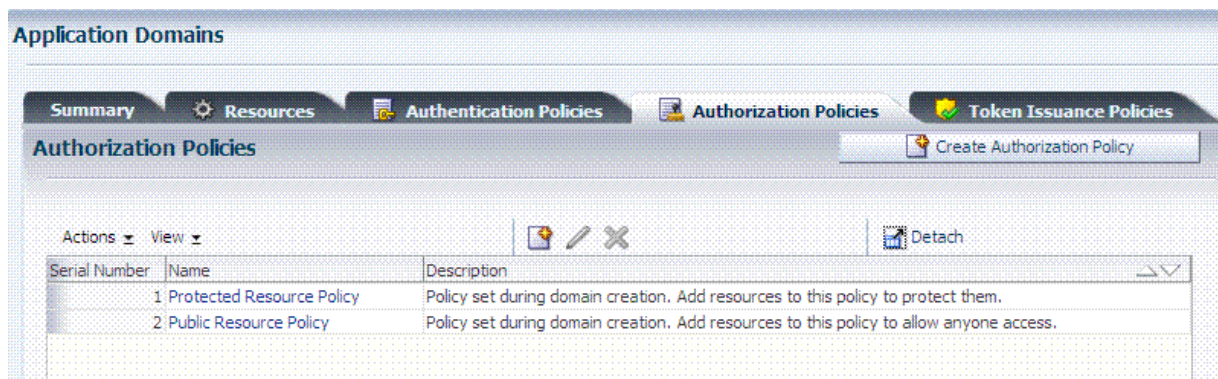 Application Domains
Summary Resources Authentication Policies Authorization Policies Token Issuance Policies
Authorization Policies Create Authorization Policy
Actions View Detach
Serial Number Name Description
1 Protected Resource Policy Policy set during domain creation. Add resources to this policy to protect them.
2 Public Resource Policy Policy set during domain creation. Add resources to this policy to allow anyone access.